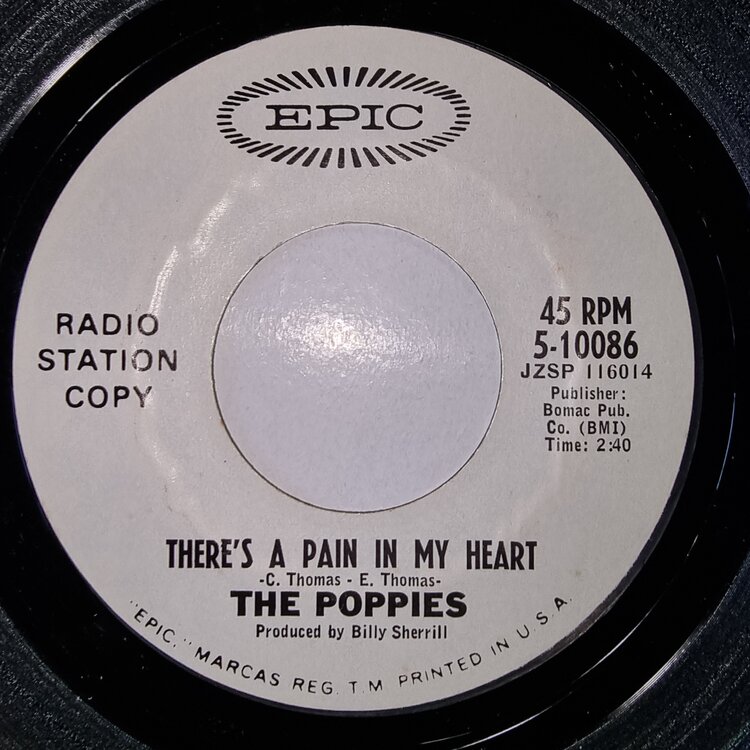 EPIC
RADIO
STATION
COPY
45 RPM
5-10086
JZSP 116014
Publisher:
Bomac Pub.
Co. (BMI)
Time: 2:40
THERE'S A PAIN IN MY HEART
-C. Thomas - E. Thomas-
THE POPPIES
Produced by Billy Sherrill
"EPIC," MARCAS REG. T.M. PRINTED IN U.S.A.